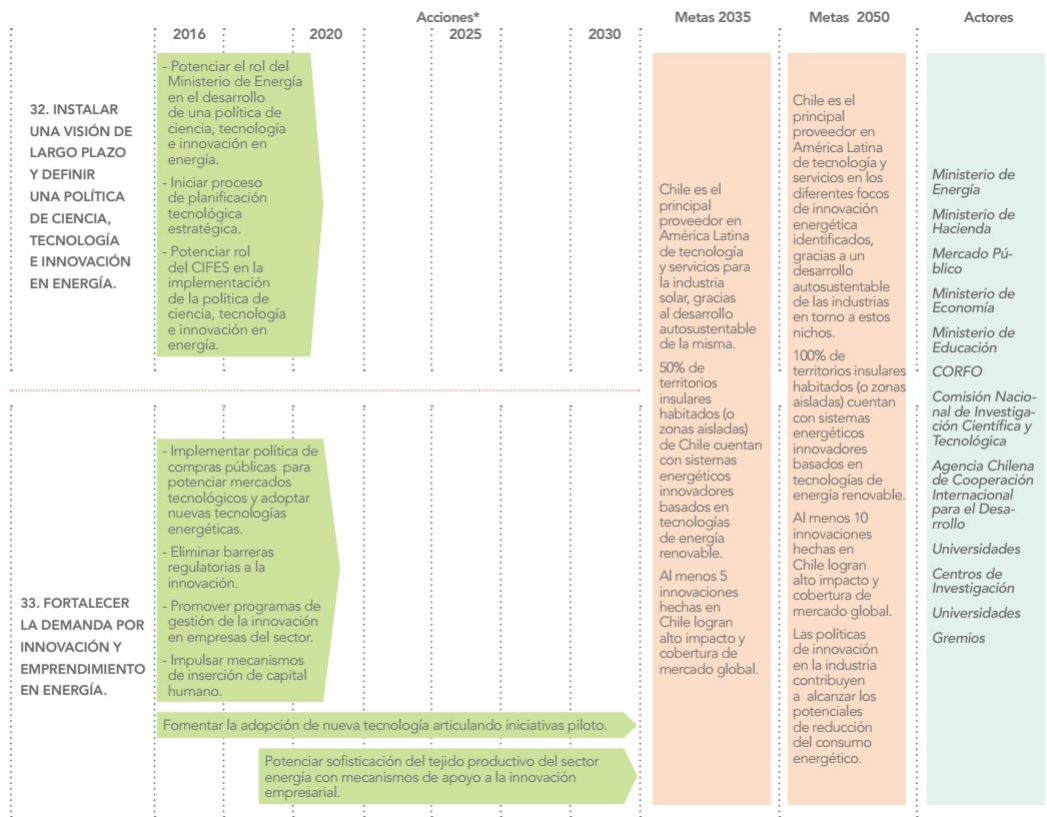 Acciones*
Metas 2035
Metas 2050
Actores
2016
2020
2025
2030
32. INSTALAR
UNA VISIÓN DE
LARGO PLAZO
Y DEFINIR
UNA POLÍTICA
DE CIENCIA,
TECNOLOGÍA
E INNOVACIÓN
EN ENERGÍA.
- Potenciar el rol del
Ministerio de Energía
en el desarrollo
de una política de
ciencia, tecnología
e innovación en
energía.
- Iniciar proceso
de planificación
tecnológica
estratégica.
- Potenciar rol
del CIFES en la
implementación
de la política de
ciencia, tecnología
e innovación en
energía.
33. FORTALECER
LA DEMANDA POR
INNOVACIÓN Y
EMPRENDIMIENTO
EN ENERGÍA.
- Implementar política de
compras públicas para
potenciar mercados
tecnológicos y adoptar
nuevas tecnologías
energéticas.
- Eliminar barreras
regulatorias a la
innovación.
- Promover programas de
gestión de la innovación
en empresas del sector.
- Impulsar mecanismos
de inserción de capital
humano.
Fomentar la adopción de nueva tecnología articulando iniciativas piloto.
Potenciar sofisticación del tejido productivo del sector
energía con mecanismos de apoyo a la innovación
empresarial.
Chile es el
principal
proveedor en
América Latina
de tecnología
y servicios para
la industria
solar, gracias
al desarrollo
autosustentable
de la misma.
50% de
territorios
insulares
habitados (o
zonas aisladas)
de Chile cuentan
con sistemas
energéticos
innovadores
basados en
tecnologías
de energía
renovable.
Al menos 5
innovaciones
hechas en
Chile logran
alto impacto y
cobertura de
mercado global.
Chile es el
principal
proveedor en
América Latina
de tecnología y
servicios en los
diferentes focos
de innovación
energética
identificados,
gracias a un
desarrollo
autosustentable
de las industrias
en torno a estos
nichos.
100% de
territorios insulares
habitados (o zonas
aisladas) cuentan
con sistemas
energéticos
innovadores
basados en
tecnologías de
energía renovable.
Al menos 10
innovaciones
hechas en
Chile logran
alto impacto y
cobertura de
mercado global.
Las políticas
de innovación
en la industria
contribuyen
a alcanzar los
potenciales
de reducción
del consumo
energético.
Ministerio de
Energía
Ministerio de
Hacienda
Mercado Pú-
blico
Ministerio de
Economía
Ministerio de
Educación
CORFO
Comisión Nacio-
nal de Investiga-
ción Científica y
Tecnológica
Agencia Chilena
de Cooperación
Internacional
para el Desa-
rrollo
Universidades
Centros de
Investigación
Universidades
Gremios